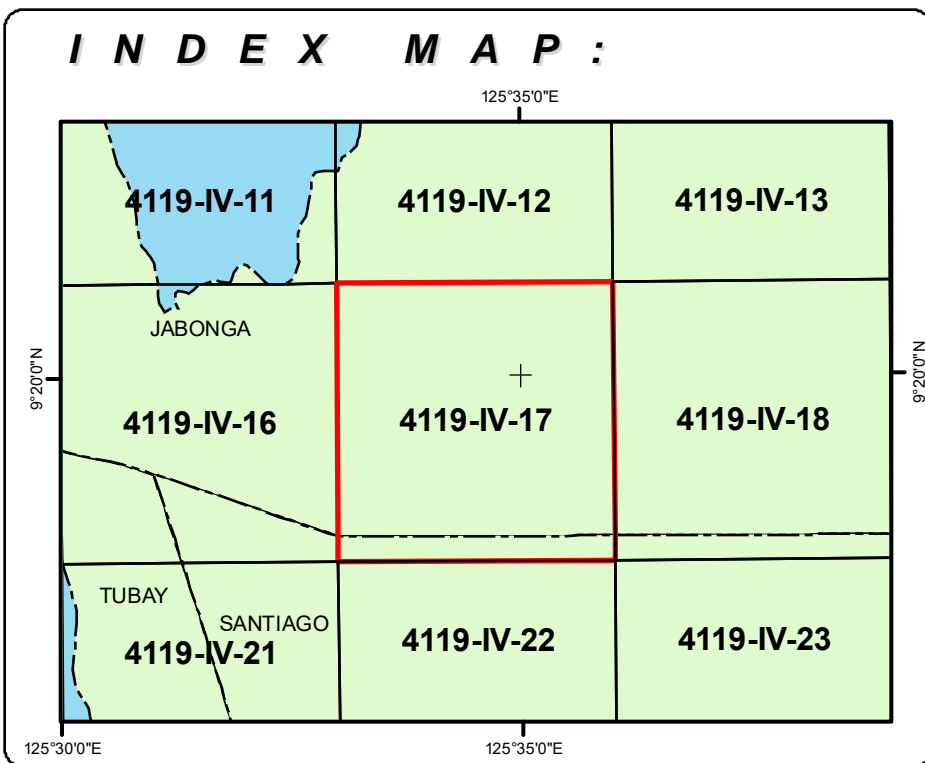 INDEX MAP:
125°35'0"E
4119-IV-11
4119-IV-12
4119-IV-13
JABONGA
9°20'0"N
9°20'0"N
4119-IV-16
4119-IV-17
4119-IV-18
TUBAY
SANTIAGO
4119-IV-21
4119-IV-22
4119-IV-23
125°30'0"E
125°35'0"E